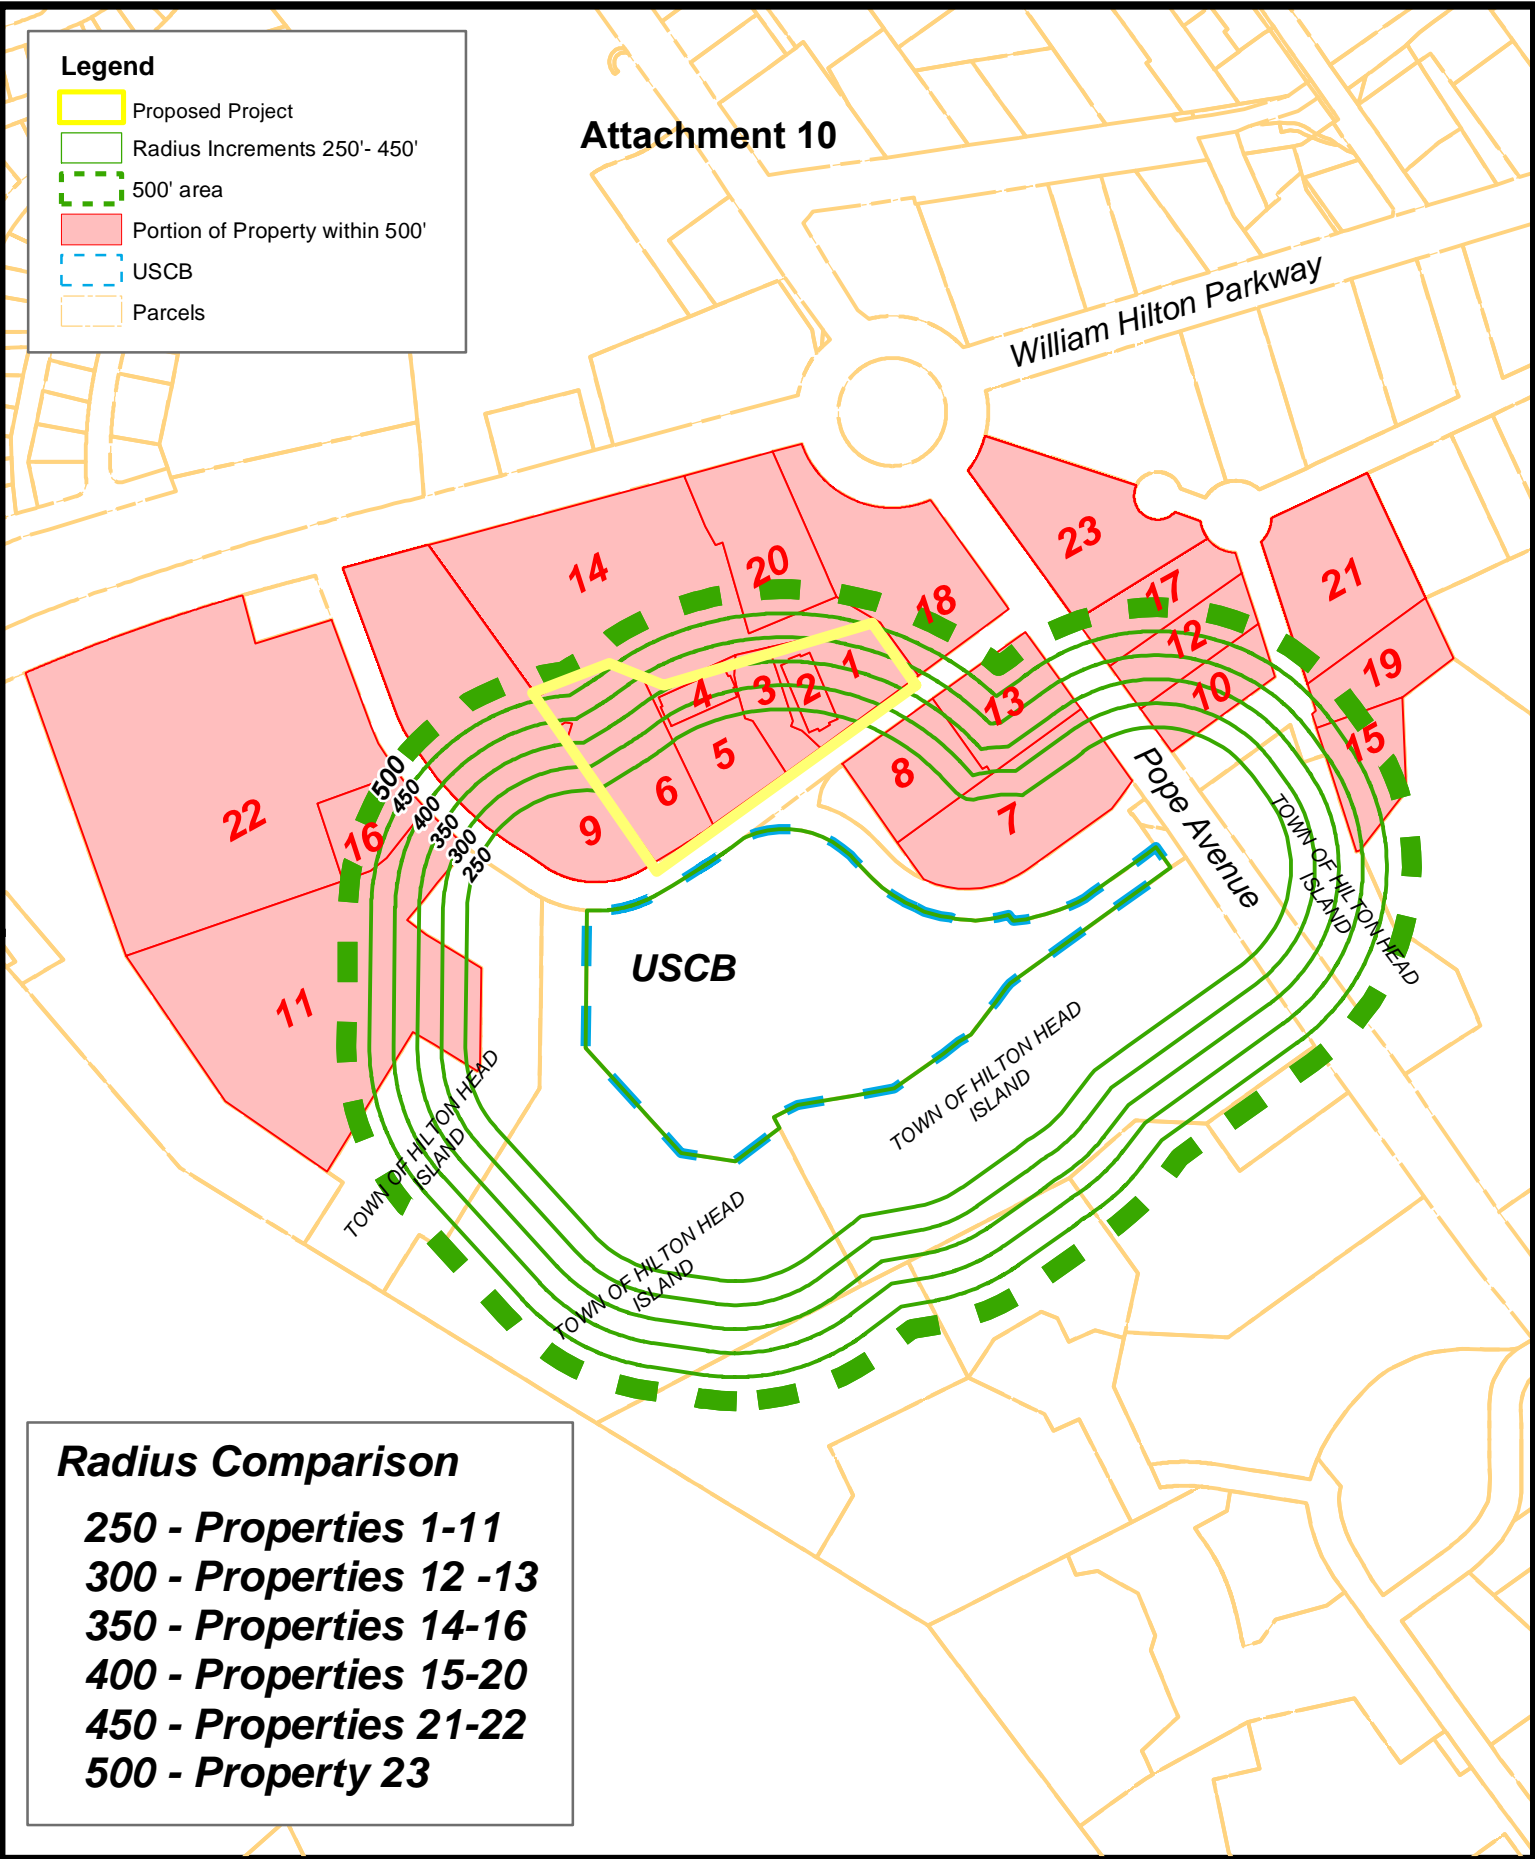 Legend
Proposed Project
Radius Increments 250'- 450'
500' area
Portion of Property within 500'
USCB
Parcels
Attachment 10
William Hilton Parkway
14
20
18
23
17
12
10
21
19
15
13
8
7
1
2
3
4
5
6
9
22
16
11
500
450
400
350
300
250
Pope Avenue
USCB
TOWN OF HILTON HEAD
ISLAND
TOWN OF HILTON HEAD
ISLAND
TOWN OF HILTON HEAD
ISLAND
TOWN OF HILTON HEAD
ISLAND
Radius Comparison
250 - Properties 1-11
300 - Properties 12 -13
350 - Properties 14-16
400 - Properties 15-20
450 - Properties 21-22
500 - Property 23